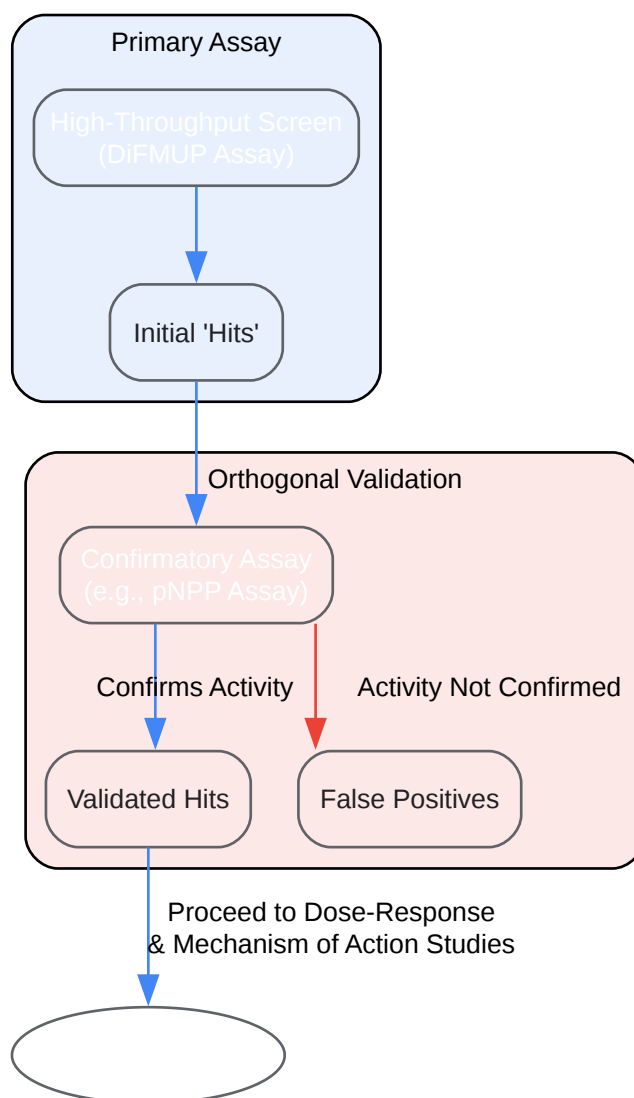 Primary Assay
High-Throughput Screen
(DiFMUP Assay)
Initial 'Hits'
Orthogonal Validation
Confirmatory Assay
(e.g., pNPP Assay)
Confirms Activity
Activity Not Confirmed
Validated Hits
False Positives
Proceed to Dose-Response
& Mechanism of Action Studies